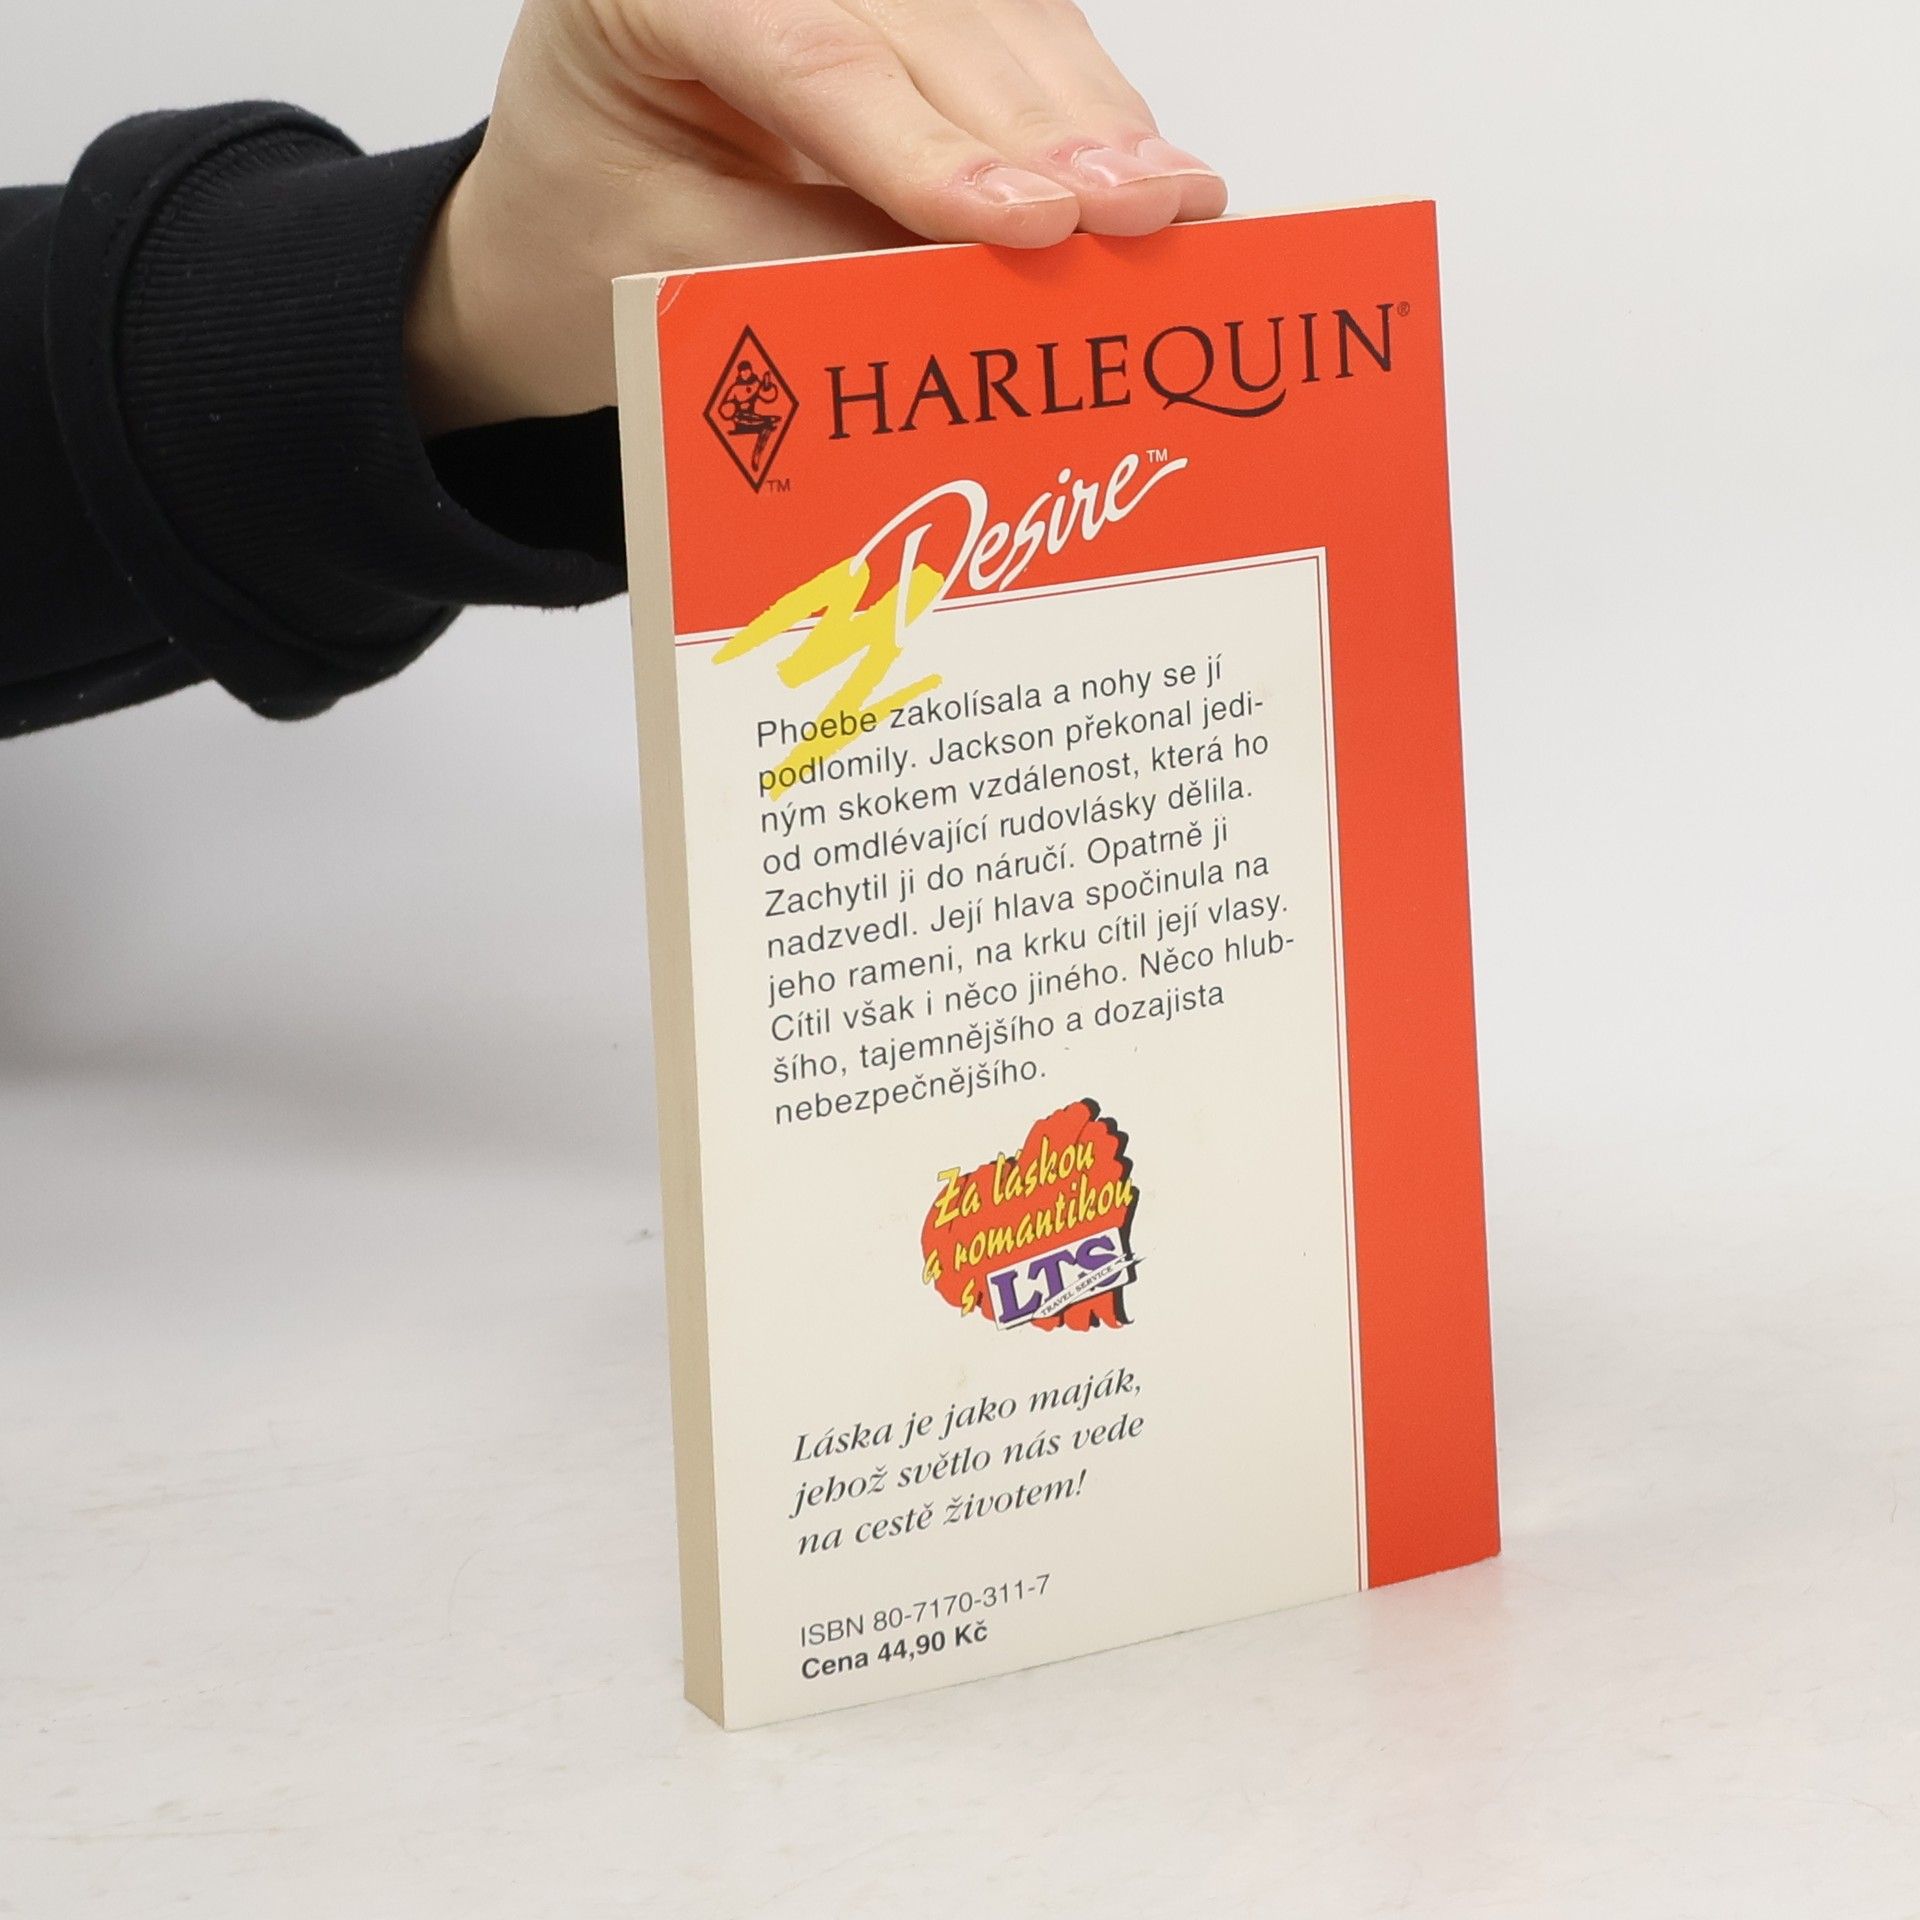 HARLEQUIN®
TM
Desire™
Phoebe zakolísala a nohy se jí
podlomily. Jackson překonal jedi-
ným skokem vzdálenost, která ho
od omdlévající rudovlásky dělila.
Zachytil ji do náručí. Opatrně ji
nadzvedl. Její hlava spočinula na
jeho rameni, na krku cítil její vlasy.
Cítil však i něco jiného. Něco hlub-
šího, tajemnějšího a dozajista
nebezpečnějšího.
Za láskou
a romantikou
s LTS
TRAVEL SERVICE
Láska je jako maják,
jehož světlo nás vede
na cestě životem!
ISBN 80-7170-311-7
Cena 44,90 Kč